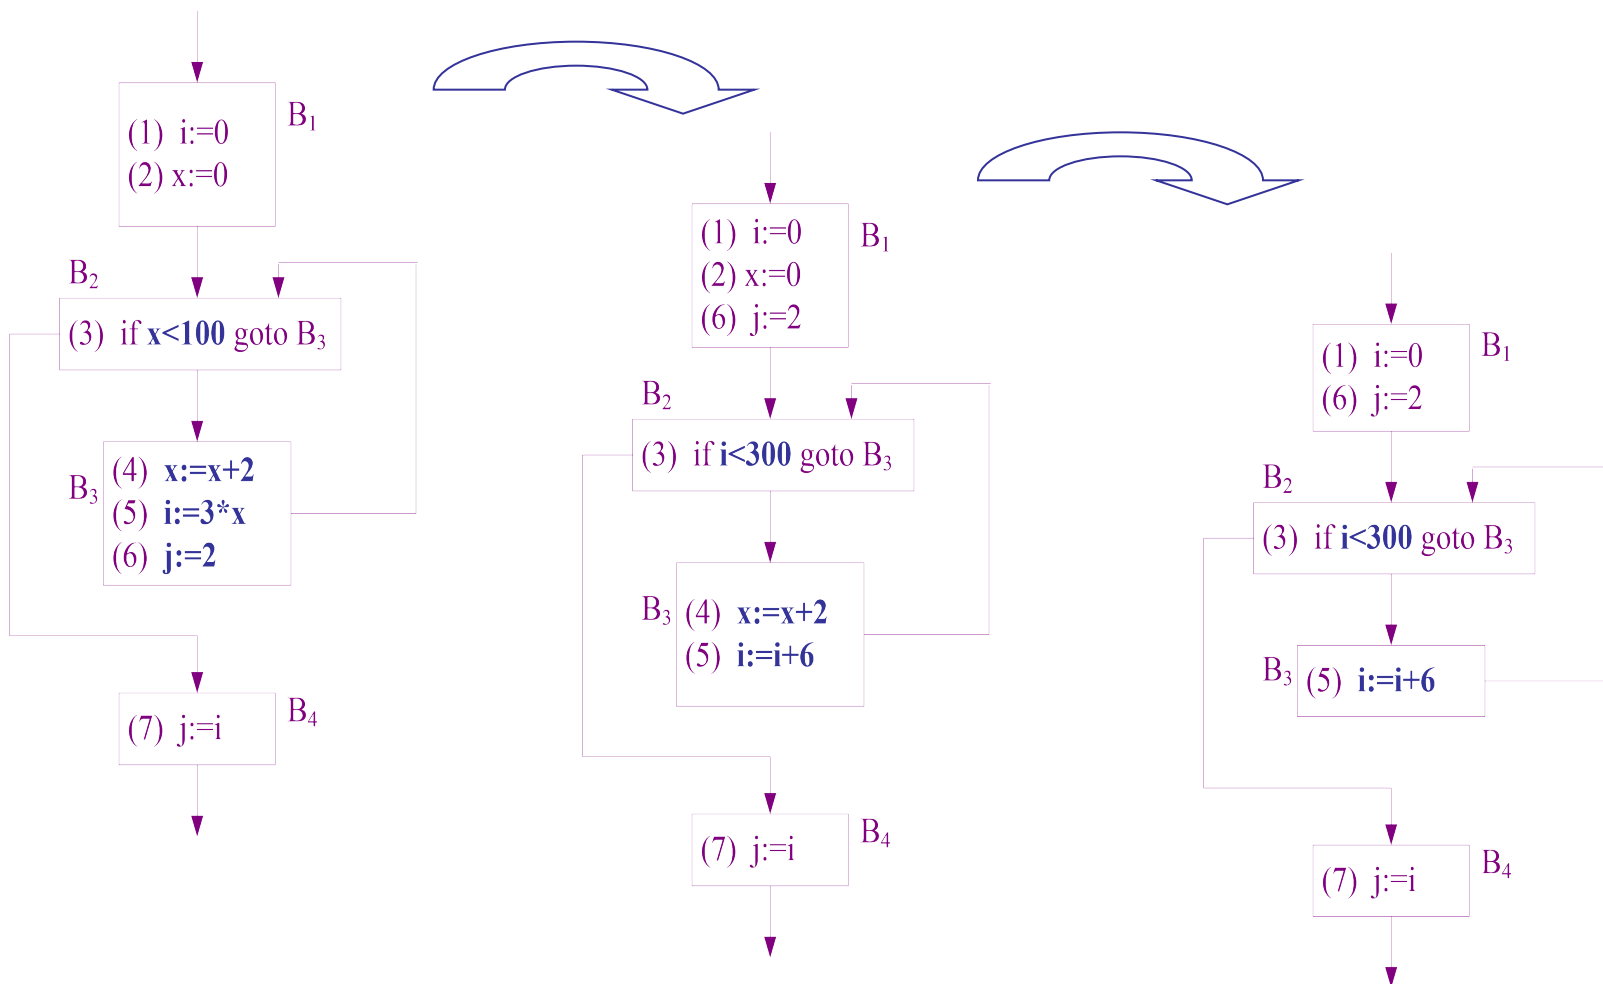 B₁
(1) i:=0
(2) x:=0
B₂
(3) if x<100 goto B₃
B₃
(4) x:=x+2
(5) i:=3*x
(6) j:=2
(7) j:=i
B₄
(1) i:=0
B₁
(2) x:=0
(6) j:=2
B₂
(3) if i<300 goto B₃
B₃
(4) x:=x+2
(5) i:=i+6
(7) j:=i
B₄
(1) i:=0
B₁
(6) j:=2
B₂
(3) if i<300 goto B₃
B₃
(5) i:=i+6
(7) j:=i
B₄